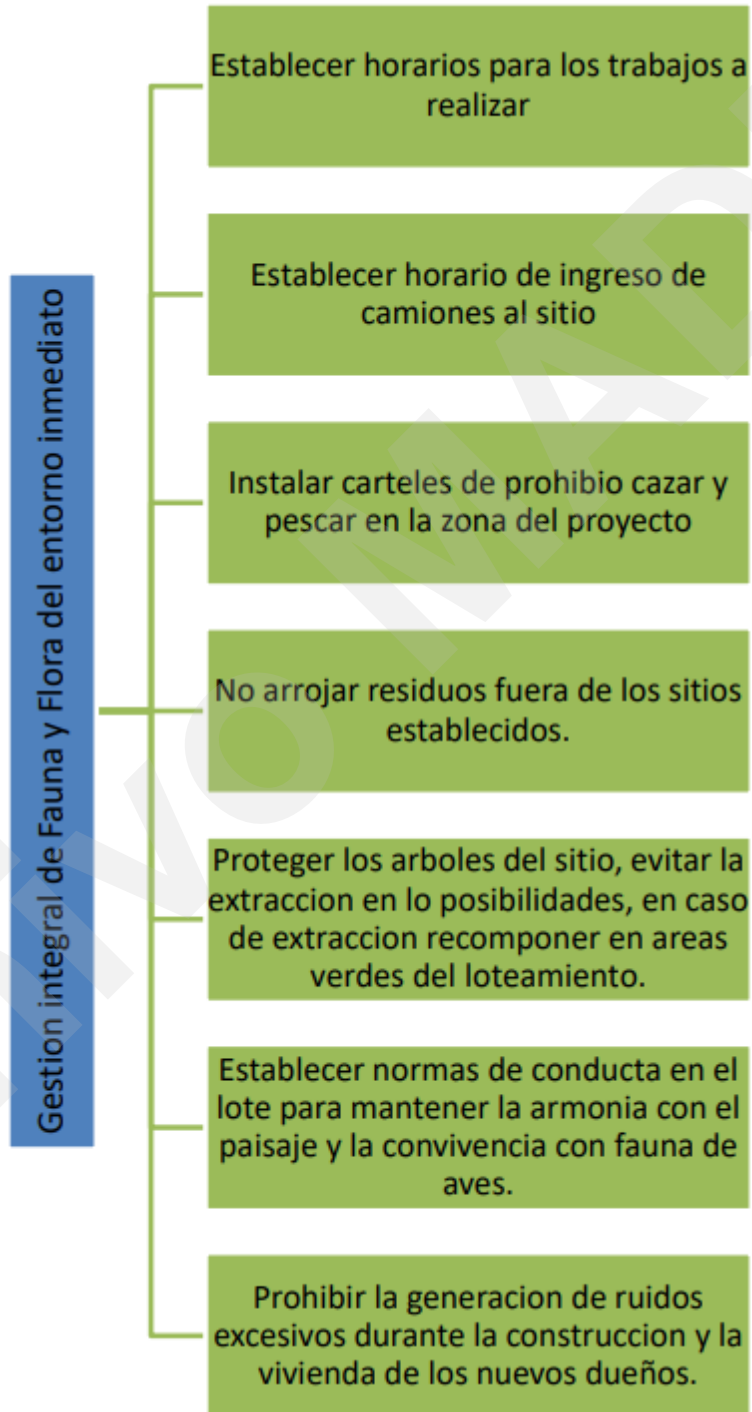 Gestion integral de Fauna y Flora del entorno inmediato
Establecer horarios para los trabajos a
realizar
Establecer horario de ingreso de
camiones al sitio
Instalar carteles de prohibio cazar y
pescar en la zona del proyecto
No arrojar residuos fuera de los sitios
establecidos.
Proteger los arboles del sitio, evitar la
extraccion en lo posibilidades, en caso
de extraccion recomponer en areas
verdes del loteamiento.
Establecer normas de conducta en el
lote para mantener la armonia con el
paisaje y la convivencia con fauna de
aves.
Prohibir la generacion de ruidos
excesivos durante la construccion y la
vivienda de los nuevos dueños.